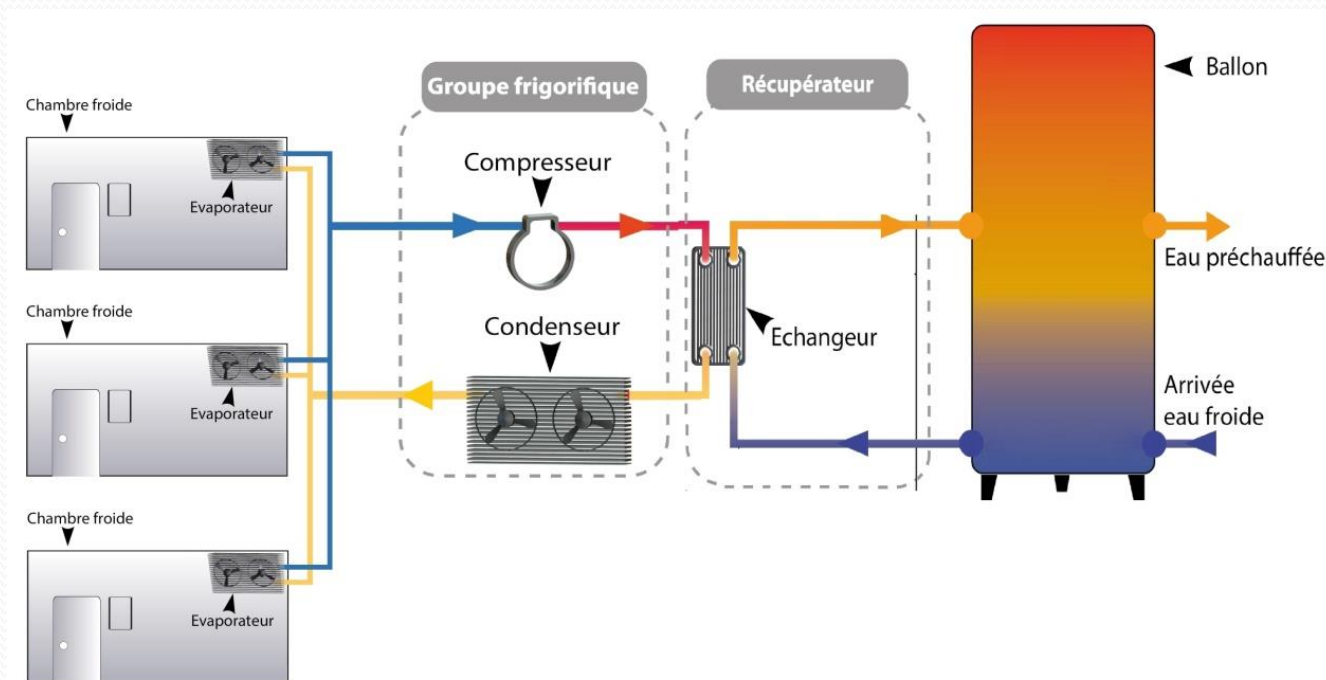 Groupe frigorifique
Récupérateur
Ballon
Chambre froide
Evaporateur
Compresseur
Eau préchauffée
Chambre froide
Evaporateur
Condenseur
Echangeur
Arrivée
eau froide
Chambre froide
Evaporateur